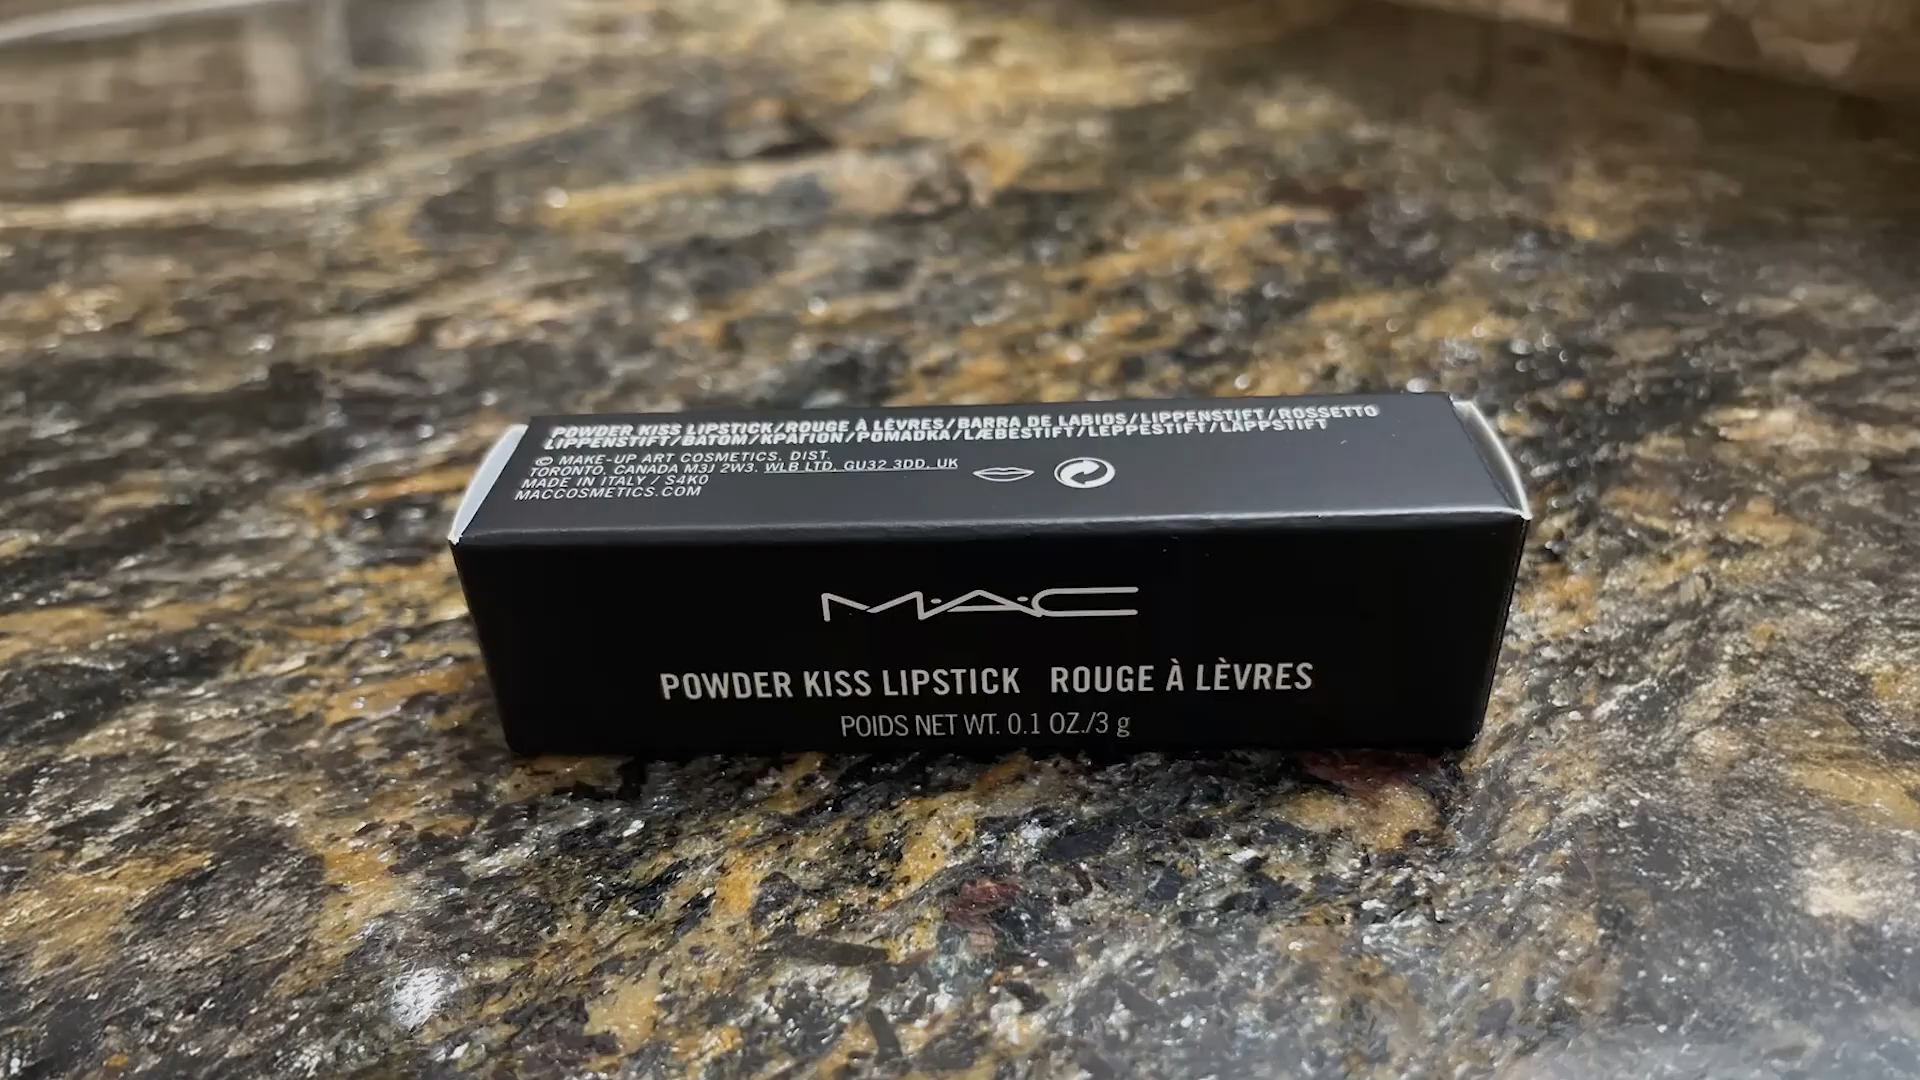 POWDER KISS LIPSTICK/ROUGE À LÈVRES/BARRA DE LABIOS/LIPPENSTIFT/ROSSETTO
LIPPENSTIFT/BATOM/ΚΡΑΓΙΟΝ/POMADKA/LÆBESTIFT/LEPPESTIFT/LÄPPSTIFT
© MAKE-UP ART COSMETICS, DIST.
TORONTO, CANADA M3J 2W3. WLB LTD, GU32 3DD, UK
MADE IN ITALY / S4K0
MACCOSMETICS.COM
M·A·C
POWDER KISS LIPSTICK ROUGE À LÈVRES
POIDS NET WT. 0.1 OZ./3 g